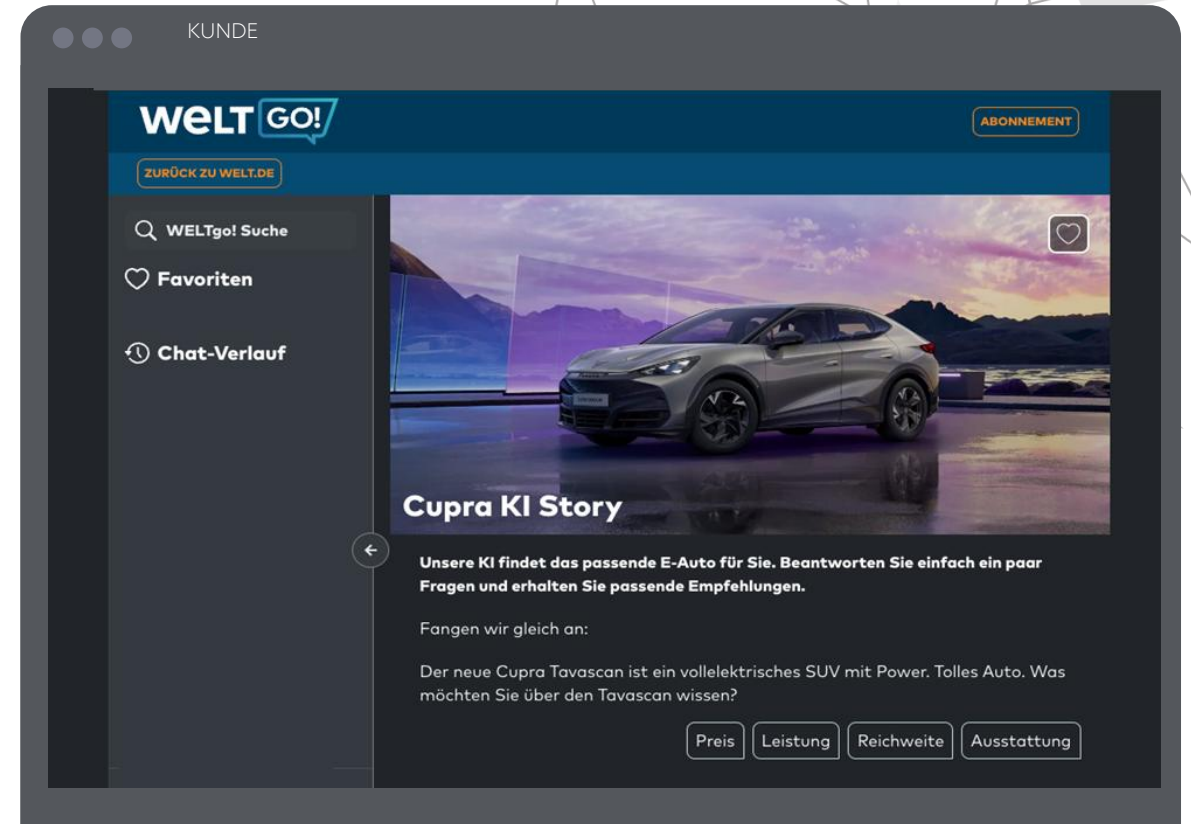 KUNDE
WELT GO!
ABONNEMENT
ZURÜCK ZU WELT.DE
WELTgo! Suche
Favoriten
Chat-Verlauf
Cupra KI Story
Unsere KI findet das passende E-Auto für Sie. Beantworten Sie einfach ein paar
Fragen und erhalten Sie passende Empfehlungen.
Fangen wir gleich an:
Der neue Cupra Tavascan ist ein vollelektrisches SUV mit Power. Tolles Auto. Was
möchten Sie über den Tavascan wissen?
Preis Leistung Reichweite Ausstattung